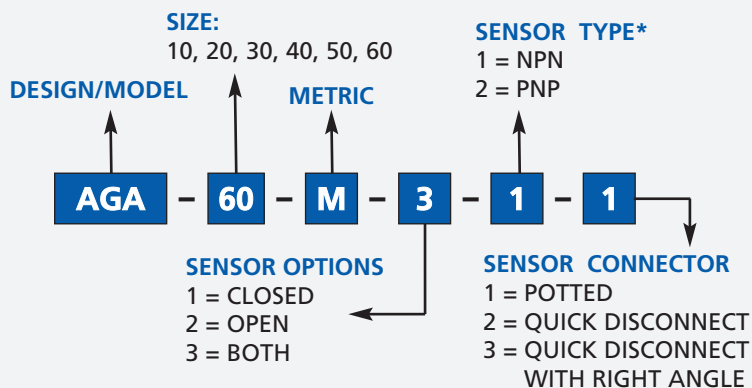 SIZE:
10, 20, 30, 40, 50, 60
SENSOR TYPE*
1 = NPN
2 = PNP
DESIGN/MODEL
METRIC
AGA - 60 - M - 3 - 1 - 1
SENSOR OPTIONS
1 = CLOSED
2 = OPEN
3 = BOTH
SENSOR CONNECTOR
1 = POTTED
2 = QUICK DISCONNECT
3 = QUICK DISCONNECT
WITH RIGHT ANGLE